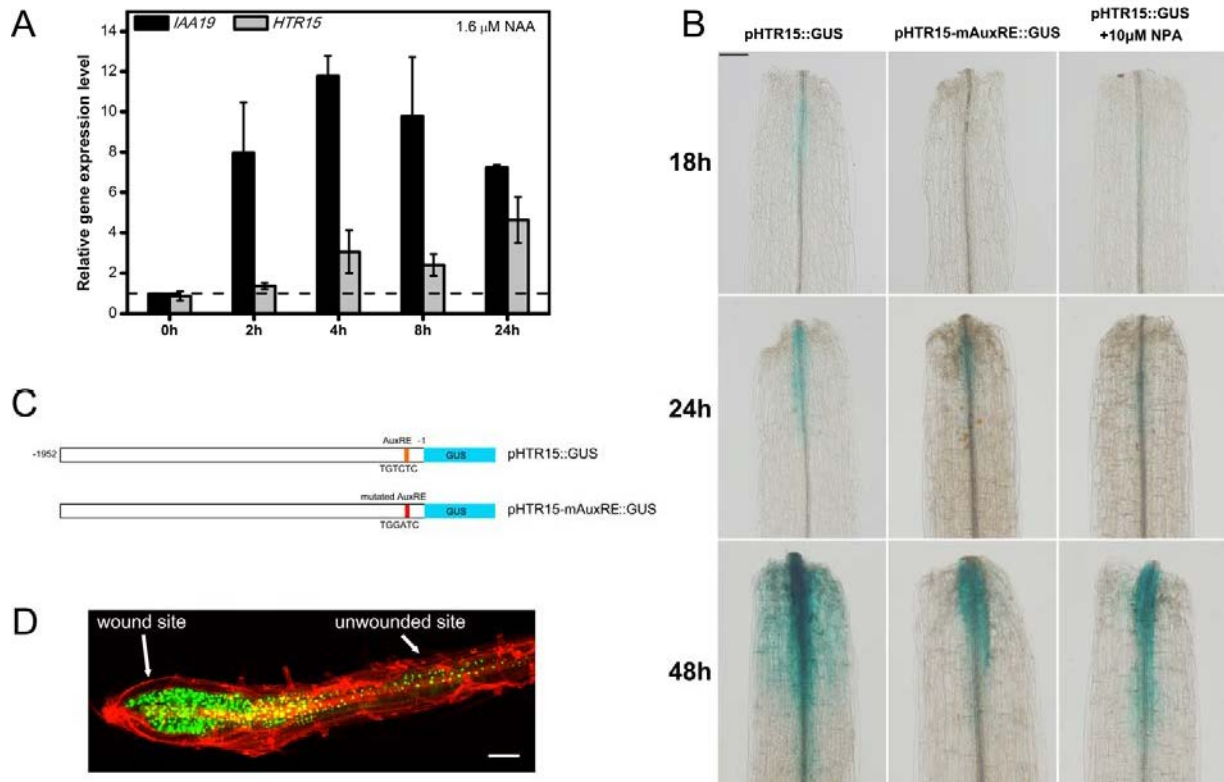 A
IAA19 HTR15 1.6 μM NAA
Relative gene expression level
14
12
10
8
6
4
2
0
0h 2h 4h 8h 24h
B
pHTR15::GUS pHTR15-mAuxRE::GUS pHTR15::GUS
+10μM NPA
18h
24h
48h
C
AuxRE -1
-1952 GUS pHTR15::GUS
TGTCTC
mutated AuxRE
GUS pHTR15-mAuxRE::GUS
TGGATC
D
wound site unwounded site